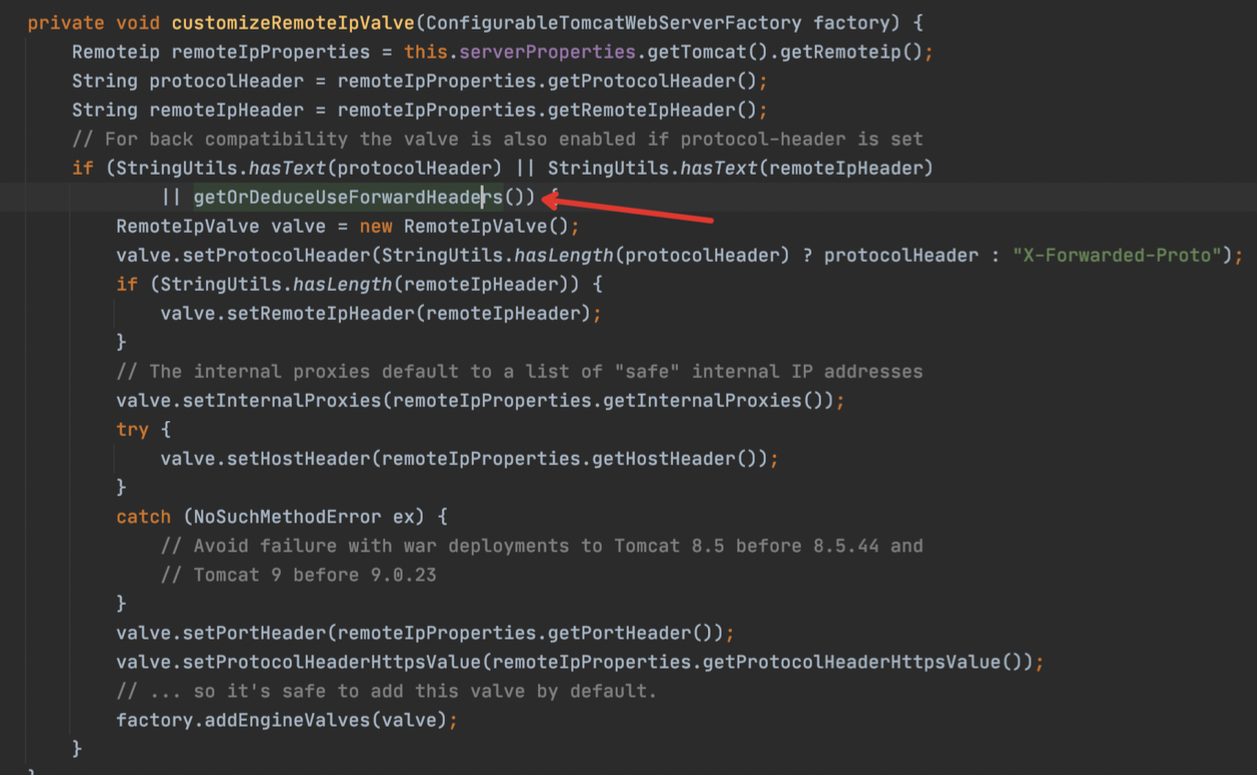 private void customizeRemoteIpValve(ConfigurableTomcatWebServerFactory factory) {
    Remoteip remoteIpProperties = this.serverProperties.getTomcat().getRemoteip();
    String protocolHeader = remoteIpProperties.getProtocolHeader();
    String remoteIpHeader = remoteIpProperties.getRemoteIpHeader();
    // For back compatibility the valve is also enabled if protocol-header is set
    if (StringUtils.hasText(protocolHeader) || StringUtils.hasText(remoteIpHeader)
            || getOrDeduceUseForwardHeaders()) {
        RemoteIpValve valve = new RemoteIpValve();
        valve.setProtocolHeader(StringUtils.hasLength(protocolHeader) ? protocolHeader : "X-Forwarded-Proto");
        if (StringUtils.hasLength(remoteIpHeader)) {
            valve.setRemoteIpHeader(remoteIpHeader);
        }
        // The internal proxies default to a list of "safe" internal IP addresses
        valve.setInternalProxies(remoteIpProperties.getInternalProxies());
        try {
            valve.setHostHeader(remoteIpProperties.getHostHeader());
        }
        catch (NoSuchMethodError ex) {
            // Avoid failure with war deployments to Tomcat 8.5 before 8.5.44 and
            // Tomcat 9 before 9.0.23
        }
        valve.setPortHeader(remoteIpProperties.getPortHeader());
        valve.setProtocolHeaderHttpsValue(remoteIpProperties.getProtocolHeaderHttpsValue());
        // ... so it's safe to add this valve by default.
        factory.addEngineValves(valve);
    }
}